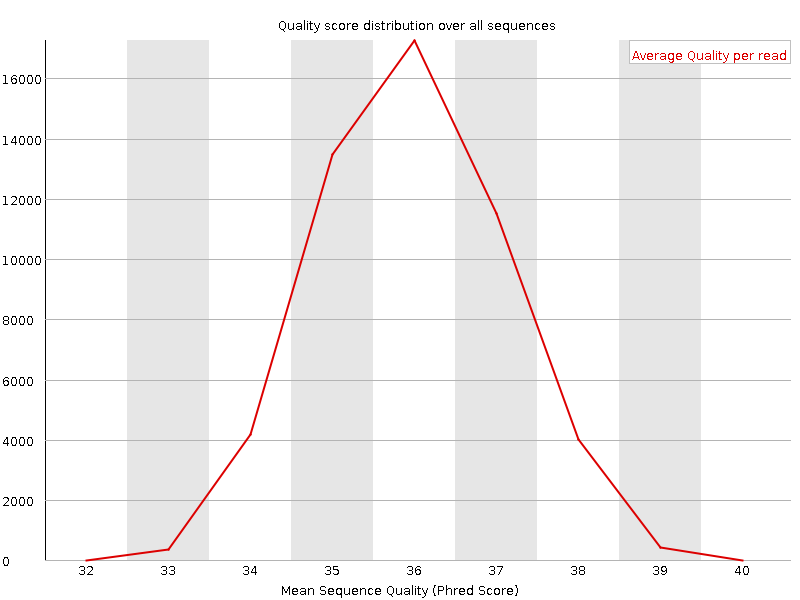 Quality score distribution over all sequences
Average Quality per read
16000
14000
12000
10000
8000
6000
4000
2000
0
32 33 34 35 36 37 38 39 40
Mean Sequence Quality (Phred Score)